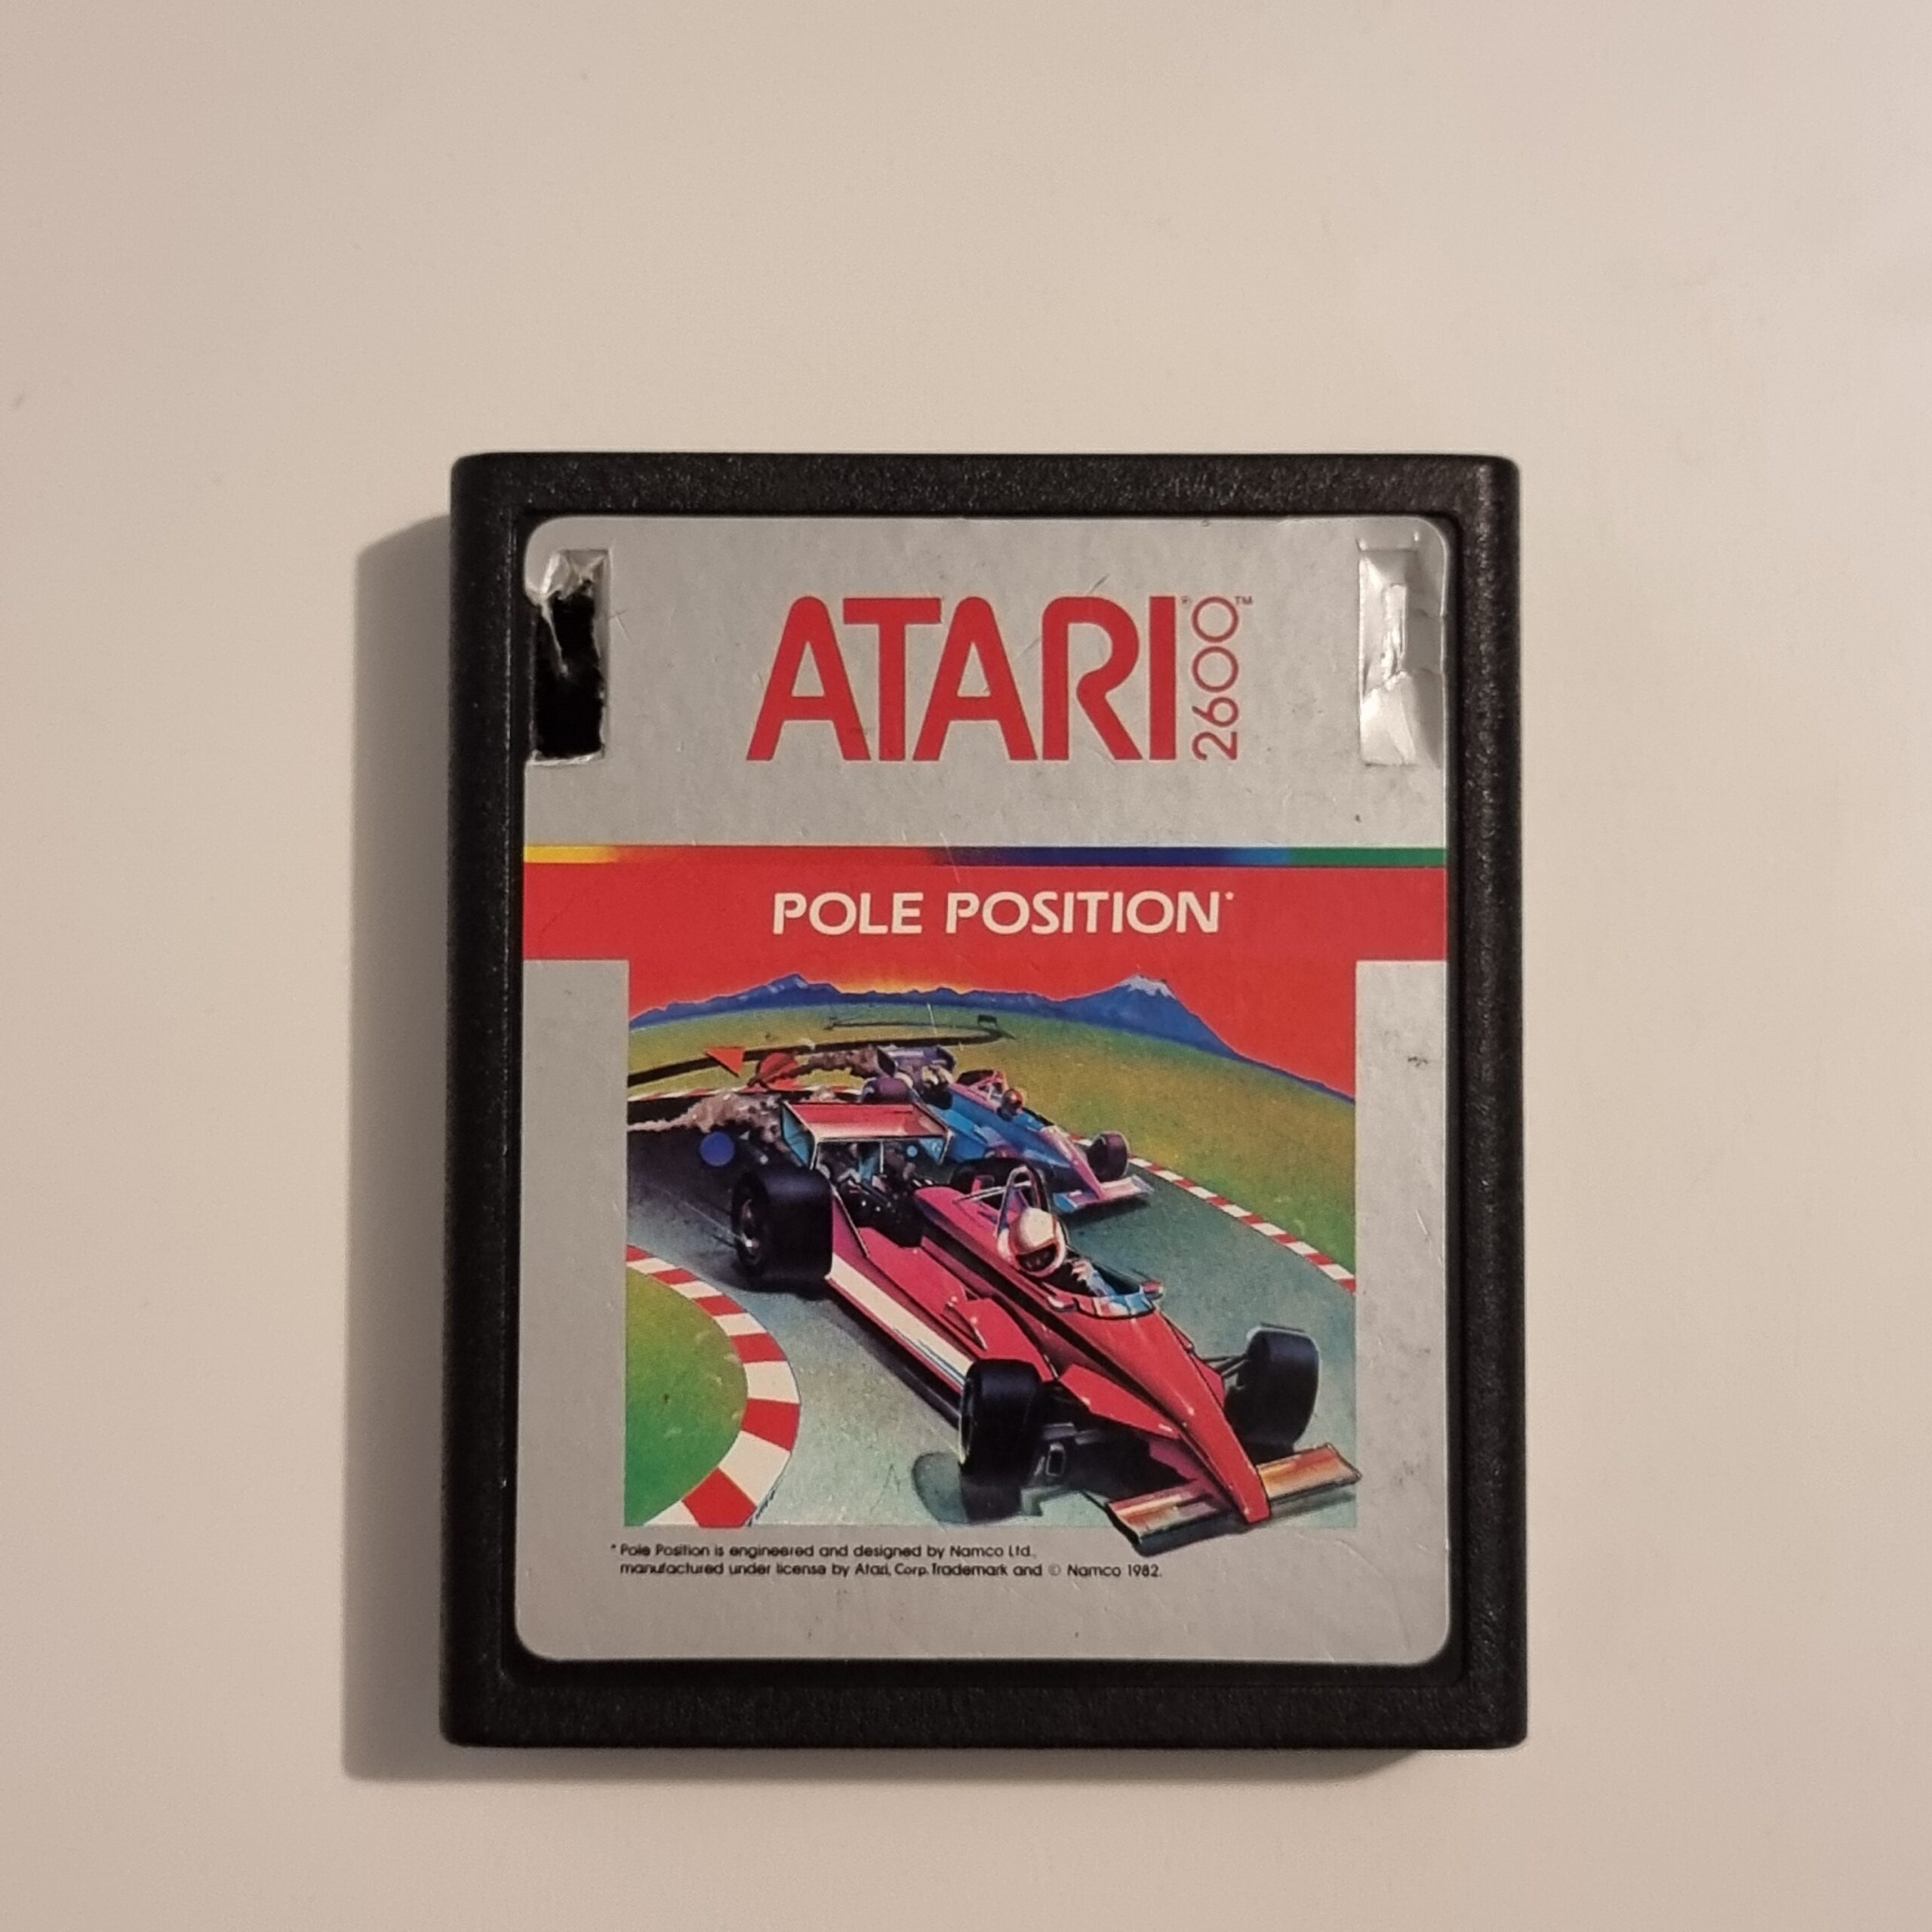 ATARI® 2600™
POLE POSITION*
* Pole Position is engineered and designed by Namco Ltd.,
manufactured under license by Atari, Corp. Trademark and © Namco 1982.